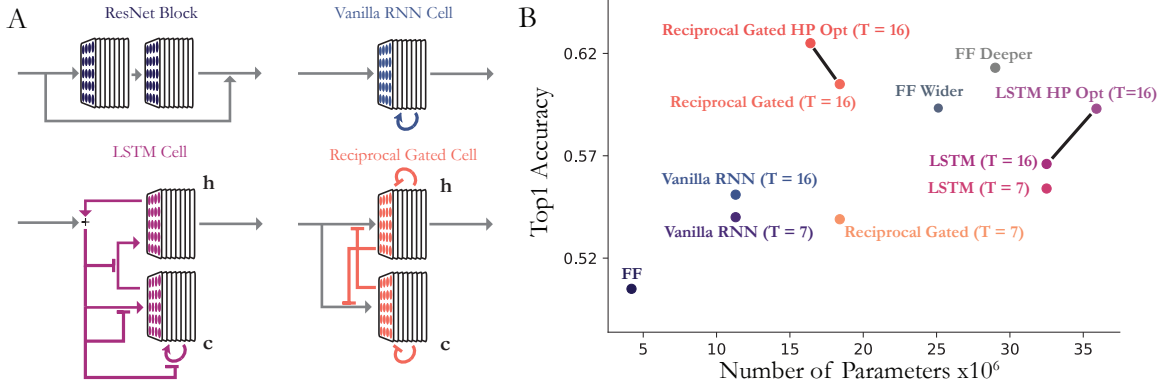 A
ResNet Block
Vanilla RNN Cell
LSTM Cell
Reciprocal Gated Cell
h
h
+
c
c
B
Top1 Accuracy
0.62
0.57
0.52
Reciprocal Gated HP Opt (T = 16)
FF Deeper
Reciprocal Gated (T = 16)
FF Wider
LSTM HP Opt (T=16)
LSTM (T = 16)
Vanilla RNN (T = 16)
LSTM (T = 7)
Vanilla RNN (T = 7)
Reciprocal Gated (T = 7)
FF
5
10
15
20
25
30
35
Number of Parameters x10⁶